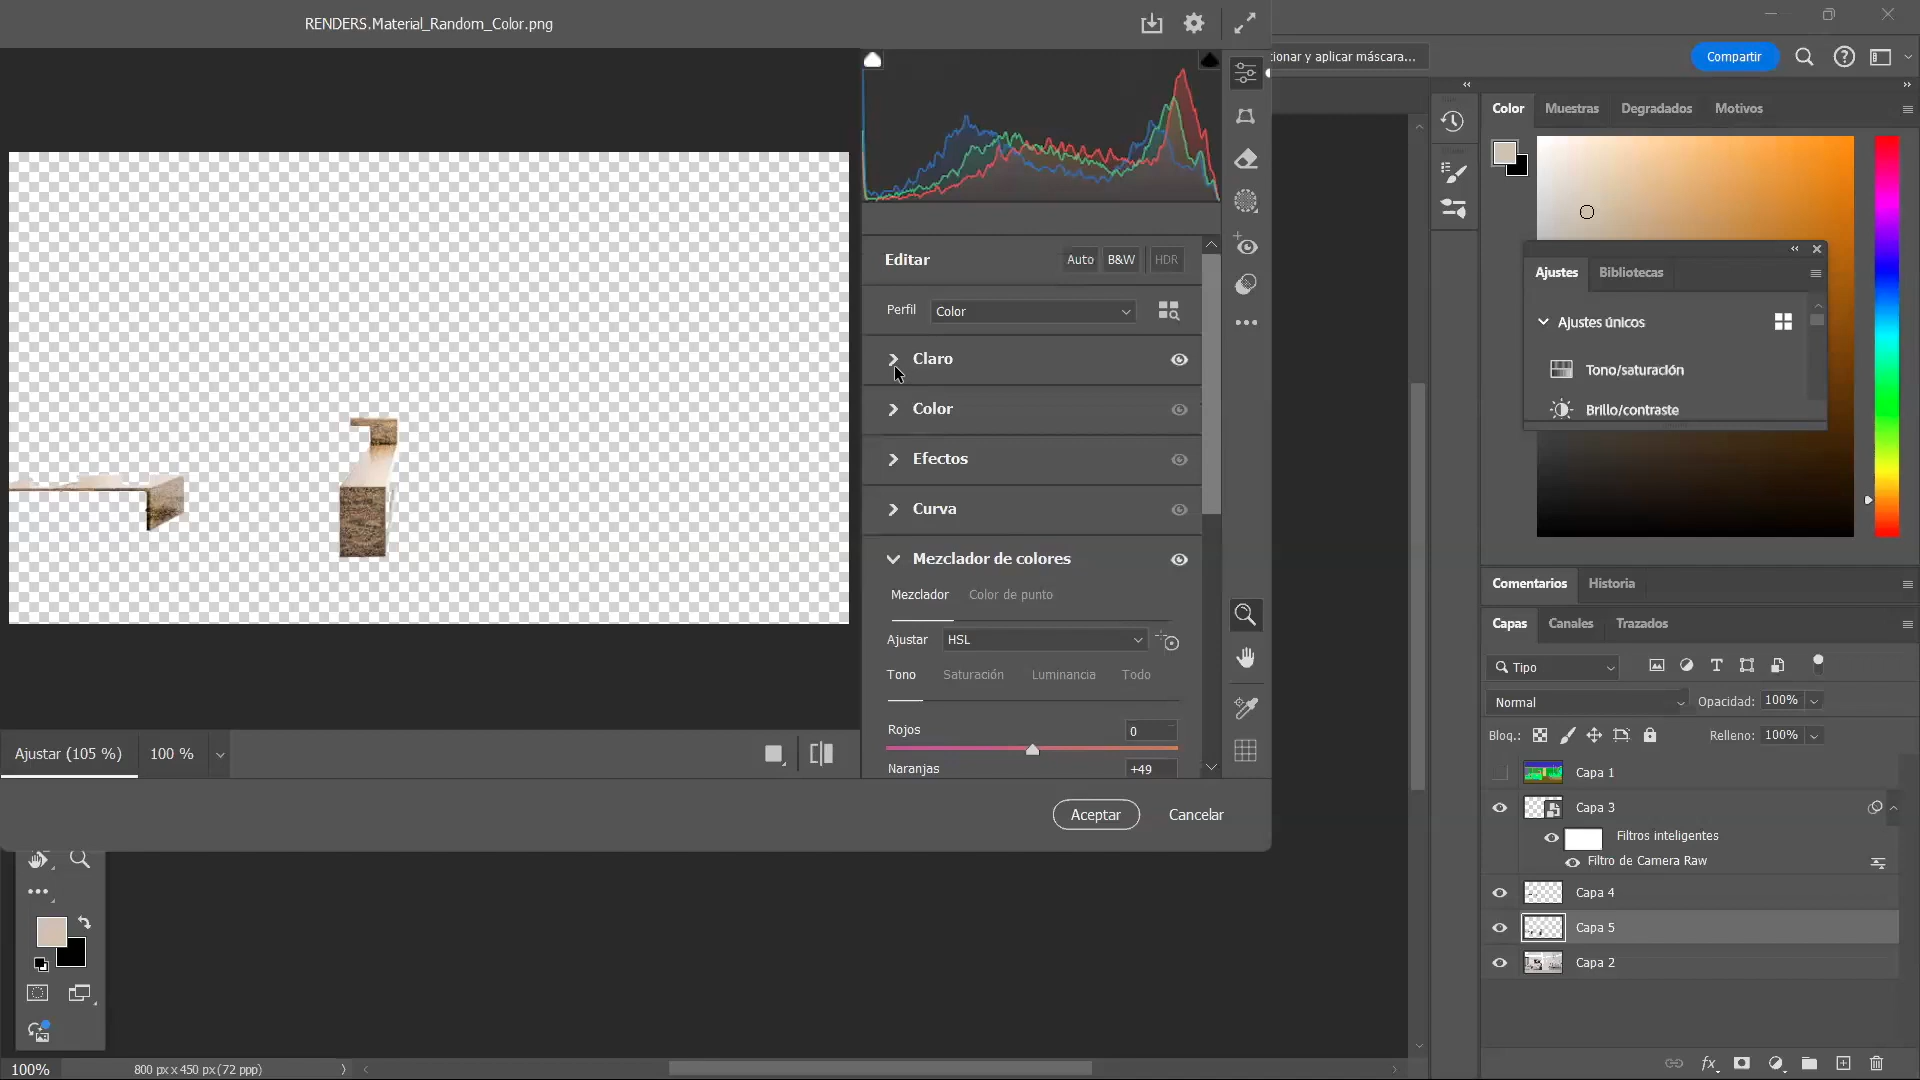 RENDERS.Material_Random_Color.png
cionar y aplicar máscara...
Compartir
Color
Muestras
Degradados
Motivos
Editar
Auto
B&W
HDR
Perfil
Color
Claro
Color
Efectos
Curva
Mezclador de colores
Mezclador
Color de punto
Ajustar
HSL
Tono
Saturación
Luminancia
Todo
Rojos
0
Naranjas
+49
Ajustar (105 %)
100 %
Aceptar
Cancelar
Ajustes
Bibliotecas
Ajustes únicos
Tono/saturación
Brillo/contraste
Comentarios
Historia
Capas
Canales
Trazados
Tipo
Normal
Opacidad:
100%
Bloq.:
Relleno:
100%
Capa 1
Capa 3
Filtros inteligentes
Filtro de Camera Raw
Capa 4
Capa 5
Capa 2
fx
100%
800 px x 450 px (72 ppp)